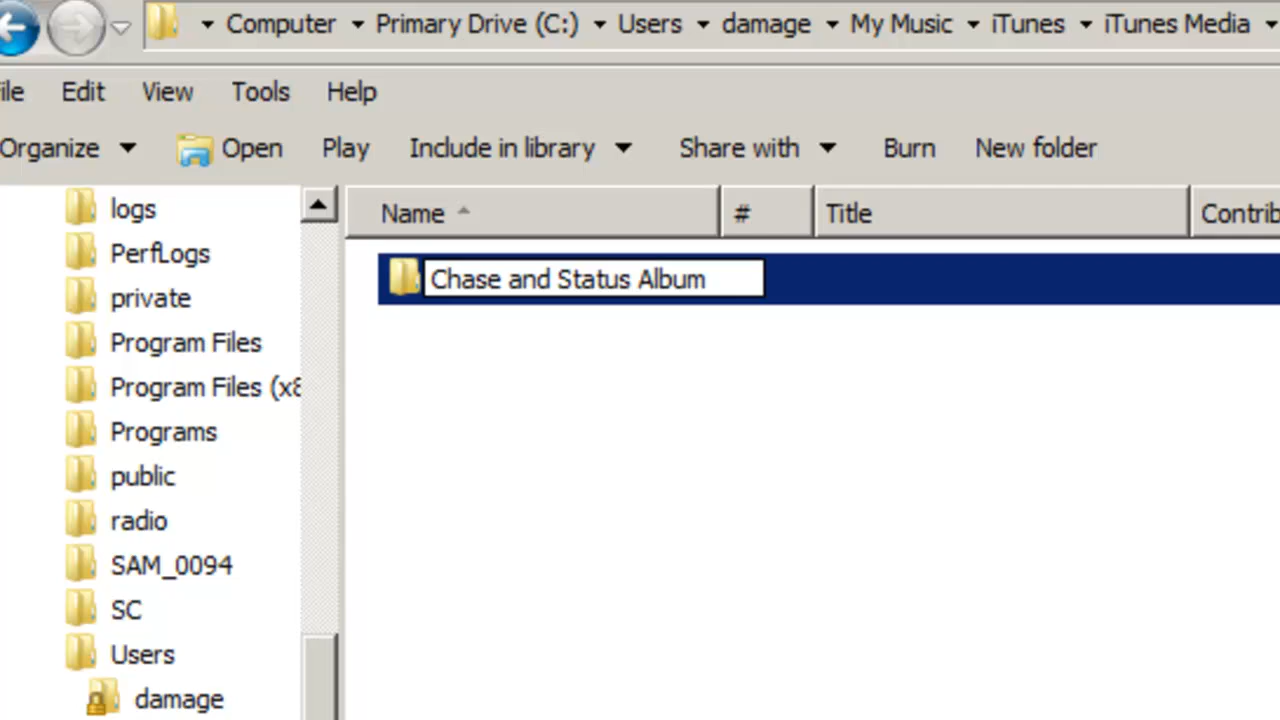 Computer Primary Drive (C:) Users damage My Music iTunes iTunes Media
ile Edit View Tools Help
Organize Open Play Include in library Share with Burn New folder
Name # Title Contrib
Chase and Status Album
logs
PerfLogs
private
Program Files
Program Files (x8
Programs
public
radio
SAM_0094
SC
Users
damage